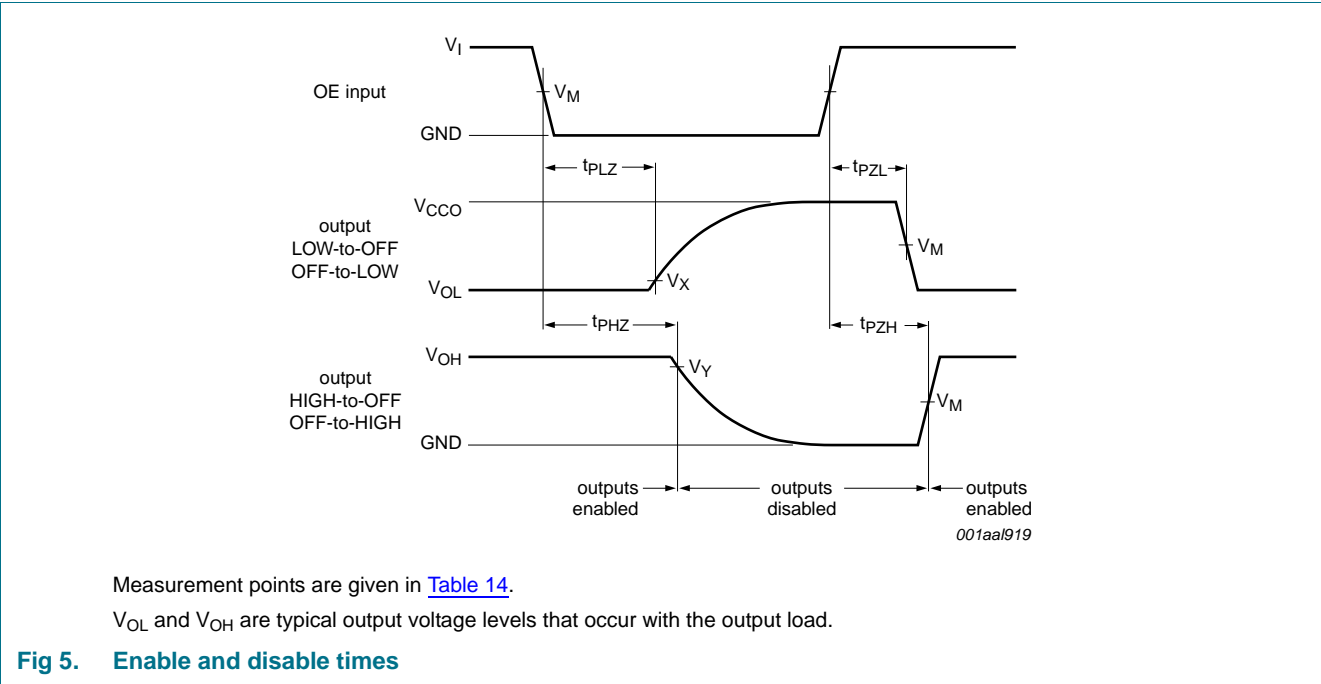 VI
OE input
VM
GND
tPLZ
tPZL
VCCO
output
LOW-to-OFF
OFF-to-LOW
VM
VX
VOL
tPHZ
tPZH
VOH
output
HIGH-to-OFF
OFF-to-HIGH
VY
VM
GND
outputs enabled
outputs disabled
outputs enabled
001aal919
Measurement points are given in Table 14.
VOL and VOH are typical output voltage levels that occur with the output load.
Fig 5. Enable and disable times